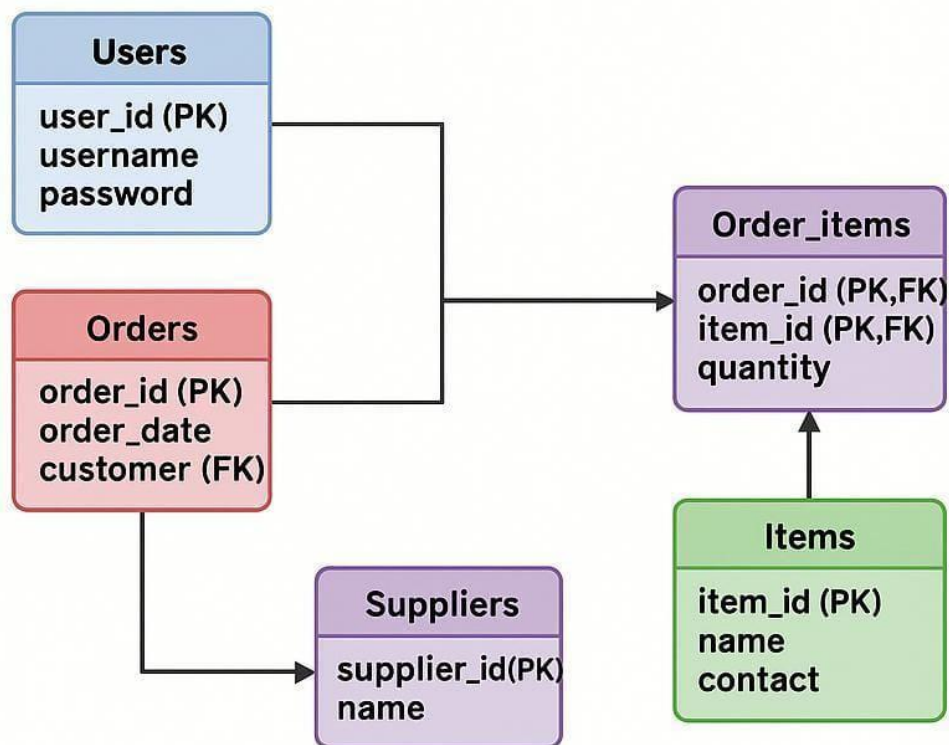 Users
user_id (PK)
username
password
Orders
order_id (PK)
order_date
customer (FK)
Order_items
order_id (PK,FK)
item_id (PK,FK)
quantity
Suppliers
supplier_id(PK)
name
Items
item_id (PK)
name
contact